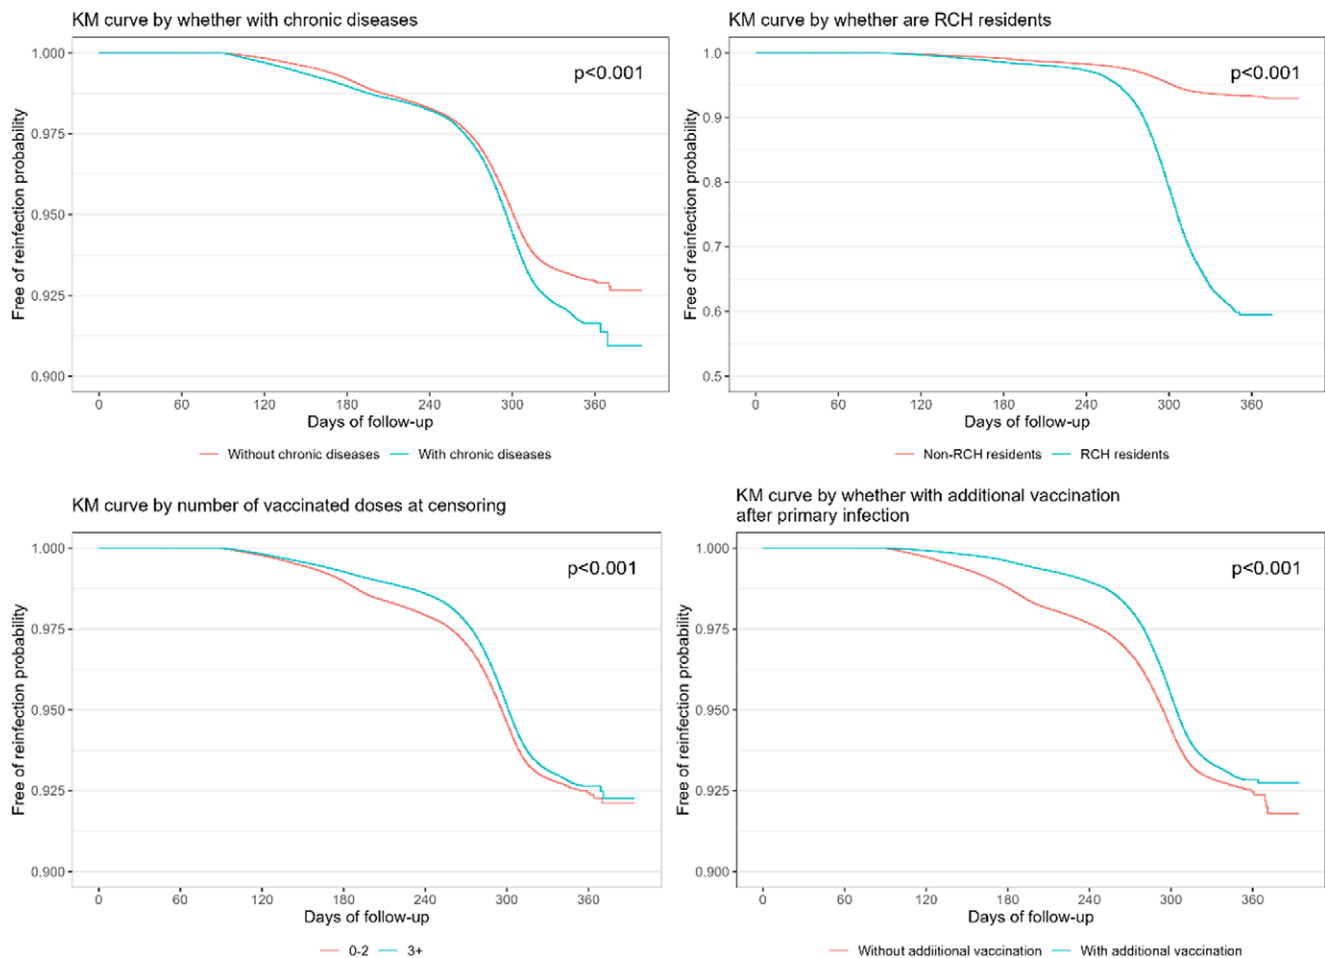 KM curve by whether with chronic diseases
p<0.001
Free of reinfection probability
1.000
0.975
0.950
0.925
0.900
0 60 120 180 240 300 360
Days of follow-up
Without chronic diseases With chronic diseases
KM curve by whether are RCH residents
p<0.001
Free of reinfection probability
1.0
0.9
0.8
0.7
0.6
0.5
0 60 120 180 240 300 360
Days of follow-up
Non-RCH residents RCH residents
KM curve by number of vaccinated doses at censoring
p<0.001
Free of reinfection probability
1.000
0.975
0.950
0.925
0.900
0 60 120 180 240 300 360
Days of follow-up
0-2 3+
KM curve by whether with additional vaccination
after primary infection
p<0.001
Free of reinfection probability
1.000
0.975
0.950
0.925
0.900
0 60 120 180 240 300 360
Days of follow-up
Without addiitional vaccination With additional vaccination